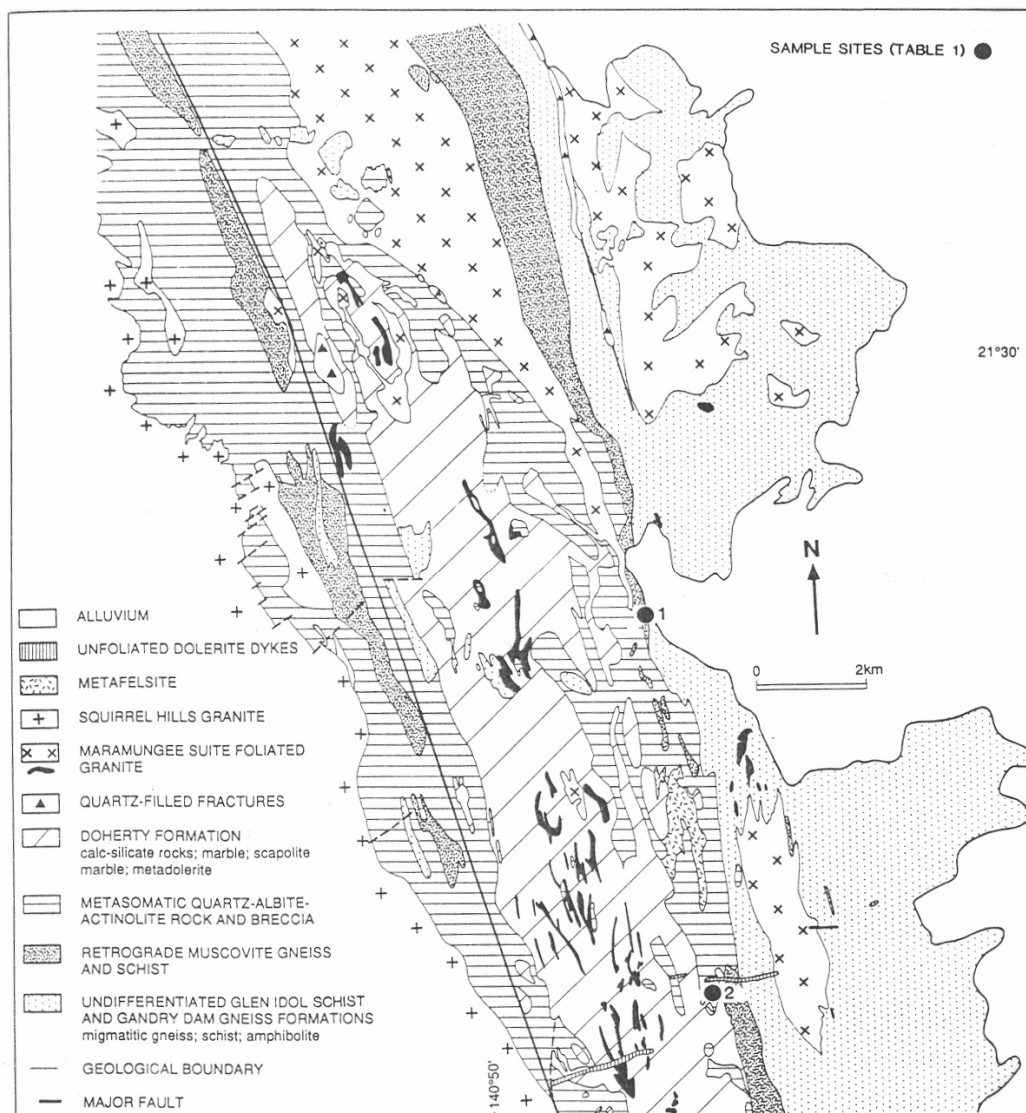 SAMPLE SITES (TABLE 1)
21°30'
N
1
0 2km
ALLUVIUM
UNFOLIATED DOLERITE DYKES
METAFELSITE
SQUIRREL HILLS GRANITE
MARAMUNGEE SUITE FOLIATED
GRANITE
QUARTZ-FILLED FRACTURES
DOHERTY FORMATION
calc-silicate rocks; marble; scapolite
marble; metadolerite
METASOMATIC QUARTZ-ALBITE-
ACTINOLITE ROCK AND BRECCIA
RETROGRADE MUSCOVITE GNEISS
AND SCHIST
2
UNDIFFERENTIATED GLEN IDOL SCHIST
AND GANDRY DAM GNEISS FORMATIONS
migmatitic gneiss; schist; amphibolite
GEOLOGICAL BOUNDARY
MAJOR FAULT
140°50'